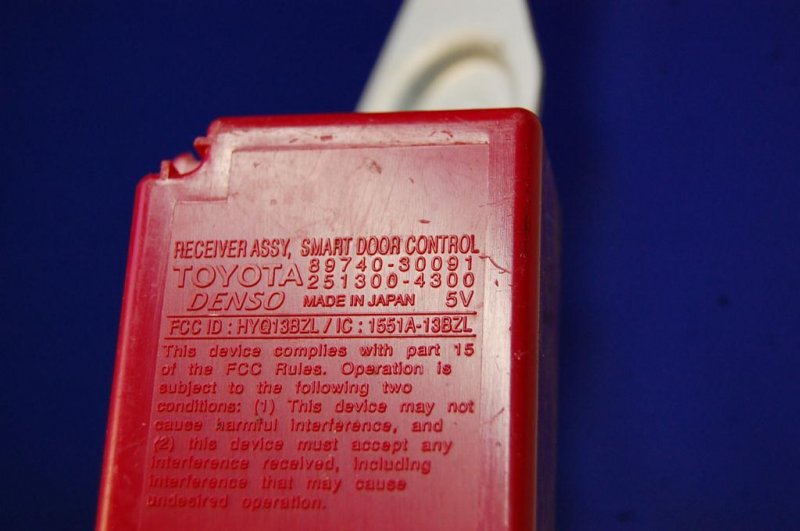 RECEIVER ASSY, SMART DOOR CONTROL
TOYOTA 89740-30091
251300-4300
DENSO MADE IN JAPAN 5V
FCC ID : HYQ13BZL / IC : 1551A-13BZL
This device complies with part 15
of the FCC Rules. Operation is
subject to the following two
conditions: (1) This device may not
cause harmful interference, and
(2) this device must accept any
interference received, including
interference that may cause
undesired operation.